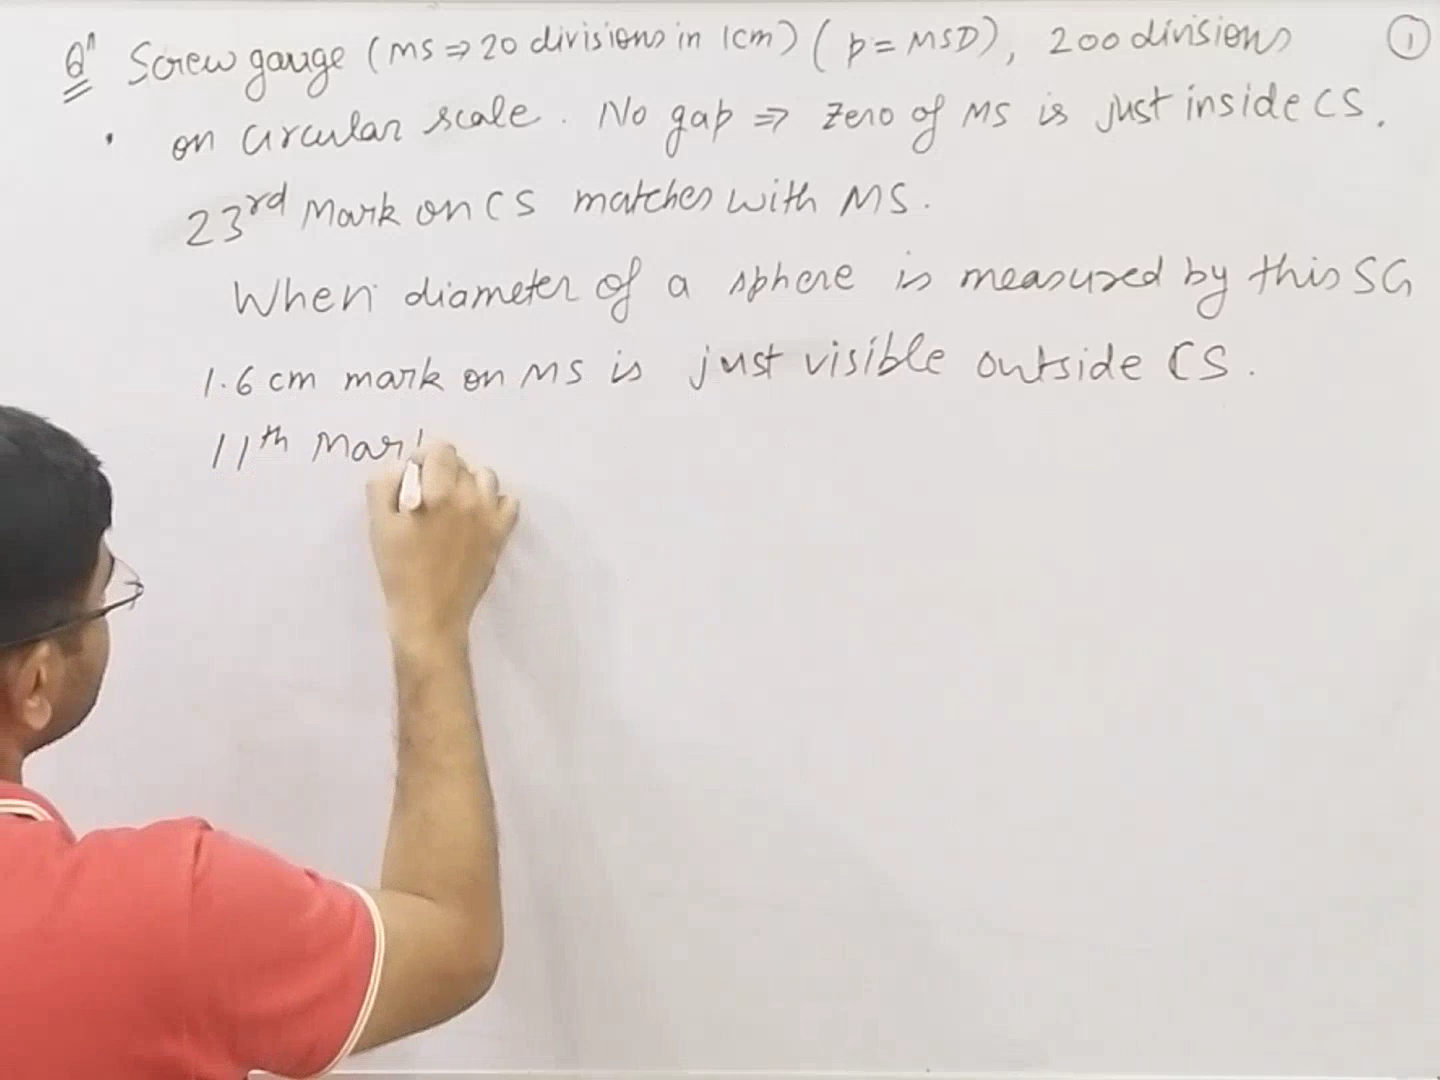 Qⁿ Screw gauge (MS ⇒ 20 divisions in 1cm) (p = MSD), 200 divisions ①
on circular scale. No gap ⇒ Zero of MS is just inside CS.
23rd Mark on CS matches with MS.
When diameter of a sphere is measured by this SG
1.6 cm mark on MS is just visible outside CS.
11th Mark